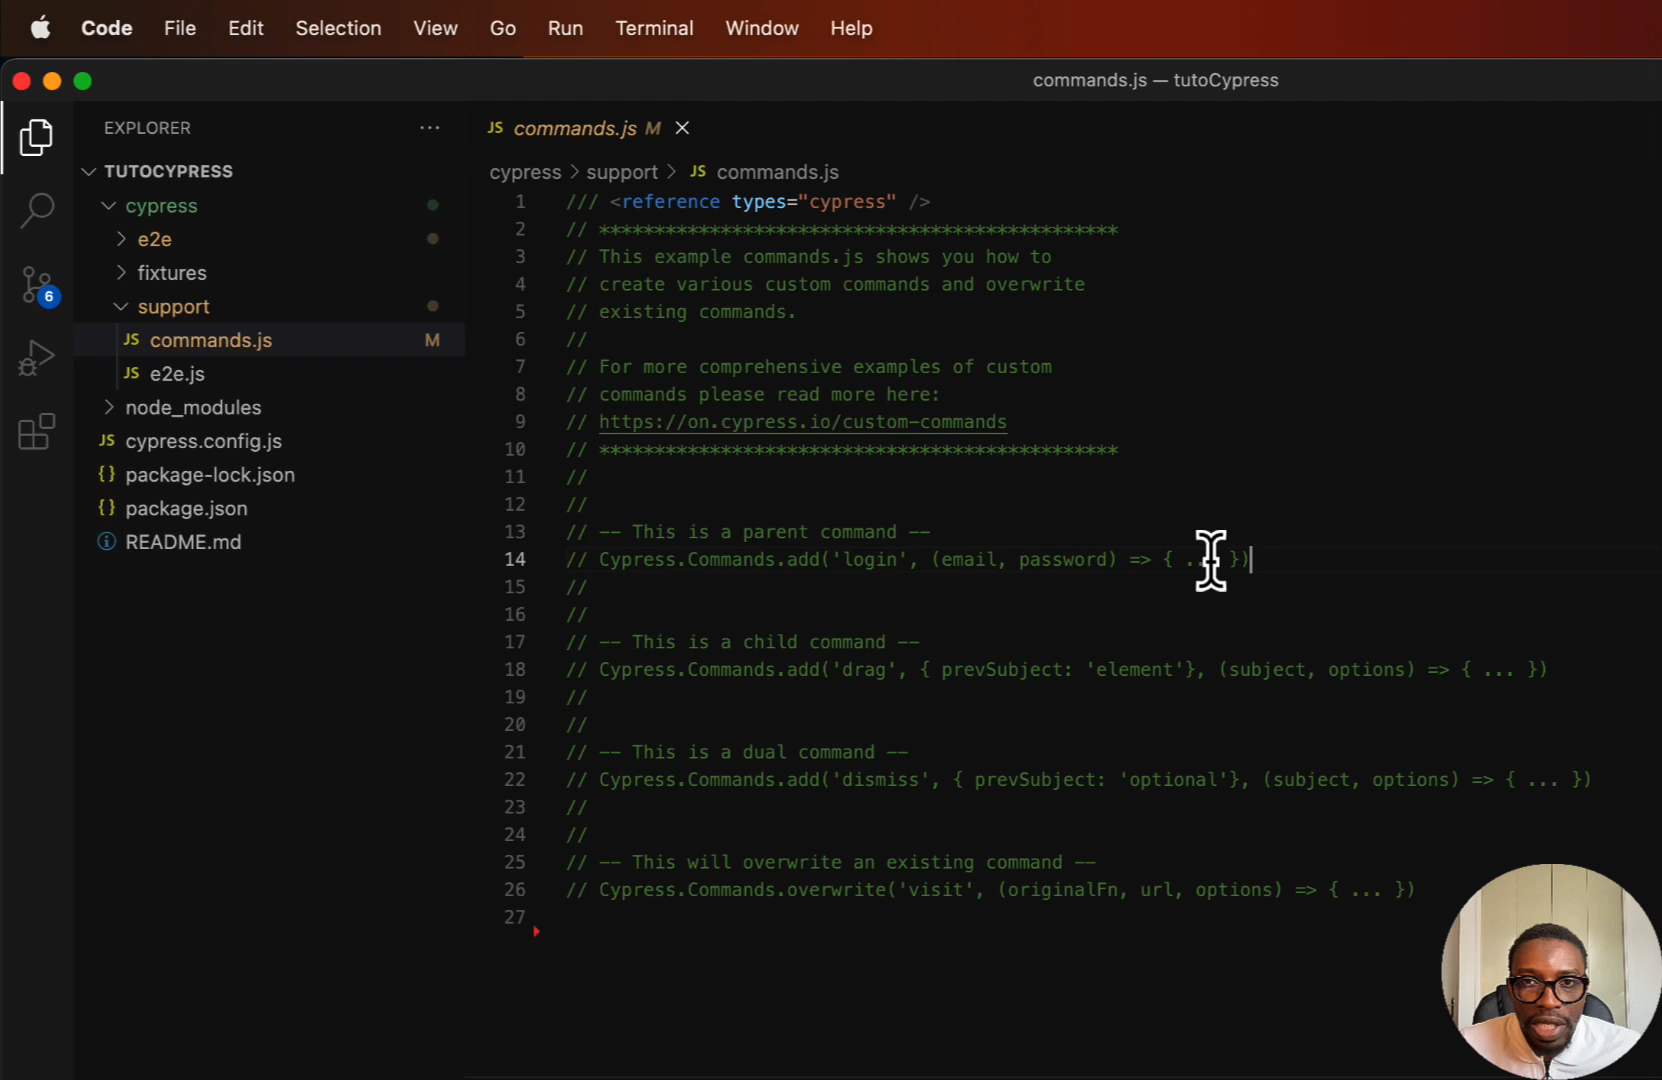 Code File Edit Selection View Go Run Terminal Window Help
commands.js — tutoCypress
EXPLORER ...
TUTOCYPRESS
cypress
e2e
fixtures
support
JS commands.js M
JS e2e.js
node_modules
JS cypress.config.js
{} package-lock.json
{} package.json
README.md
6
JS commands.js M
cypress > support > JS commands.js
1 /// <reference types="cypress" />
2 // ***********************************************
3 // This example commands.js shows you how to
4 // create various custom commands and overwrite
5 // existing commands.
6 //
7 // For more comprehensive examples of custom
8 // commands please read more here:
9 // https://on.cypress.io/custom-commands
10 // ***********************************************
11 //
12 //
13 // -- This is a parent command --
14 // Cypress.Commands.add('login', (email, password) => { ... })
15 //
16 //
17 // -- This is a child command --
18 // Cypress.Commands.add('drag', { prevSubject: 'element'}, (subject, options) => { ... })
19 //
20 //
21 // -- This is a dual command --
22 // Cypress.Commands.add('dismiss', { prevSubject: 'optional'}, (subject, options) => { ... })
23 //
24 //
25 // -- This will overwrite an existing command --
26 // Cypress.Commands.overwrite('visit', (originalFn, url, options) => { ... })
27